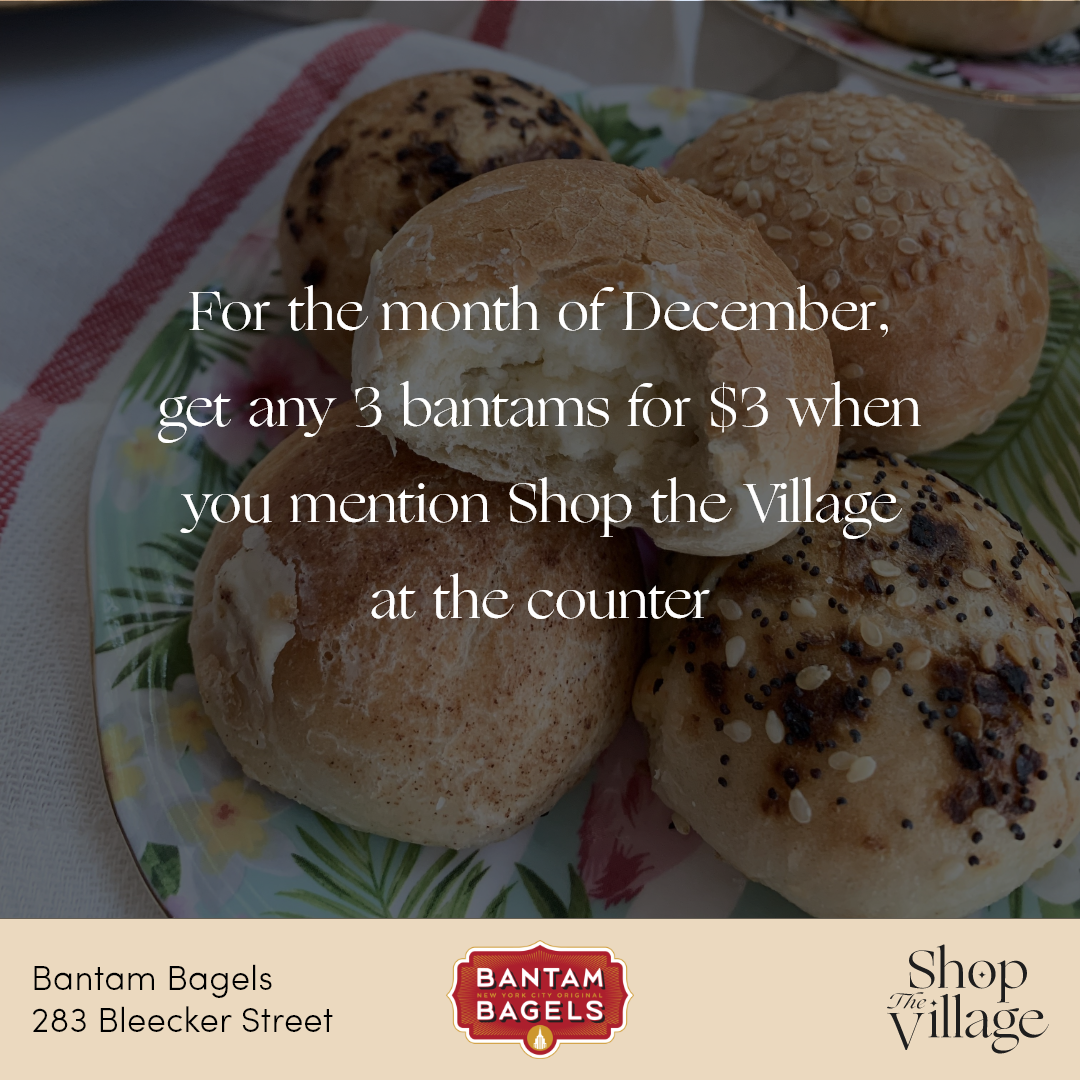 For the month of December,
get any 3 bantams for $3 when
you mention Shop the Village
at the counter
Bantam Bagels
283 Bleecker Street
BANTAM
NEW YORK CITY ORIGINAL
BAGELS
Shop
The
Village